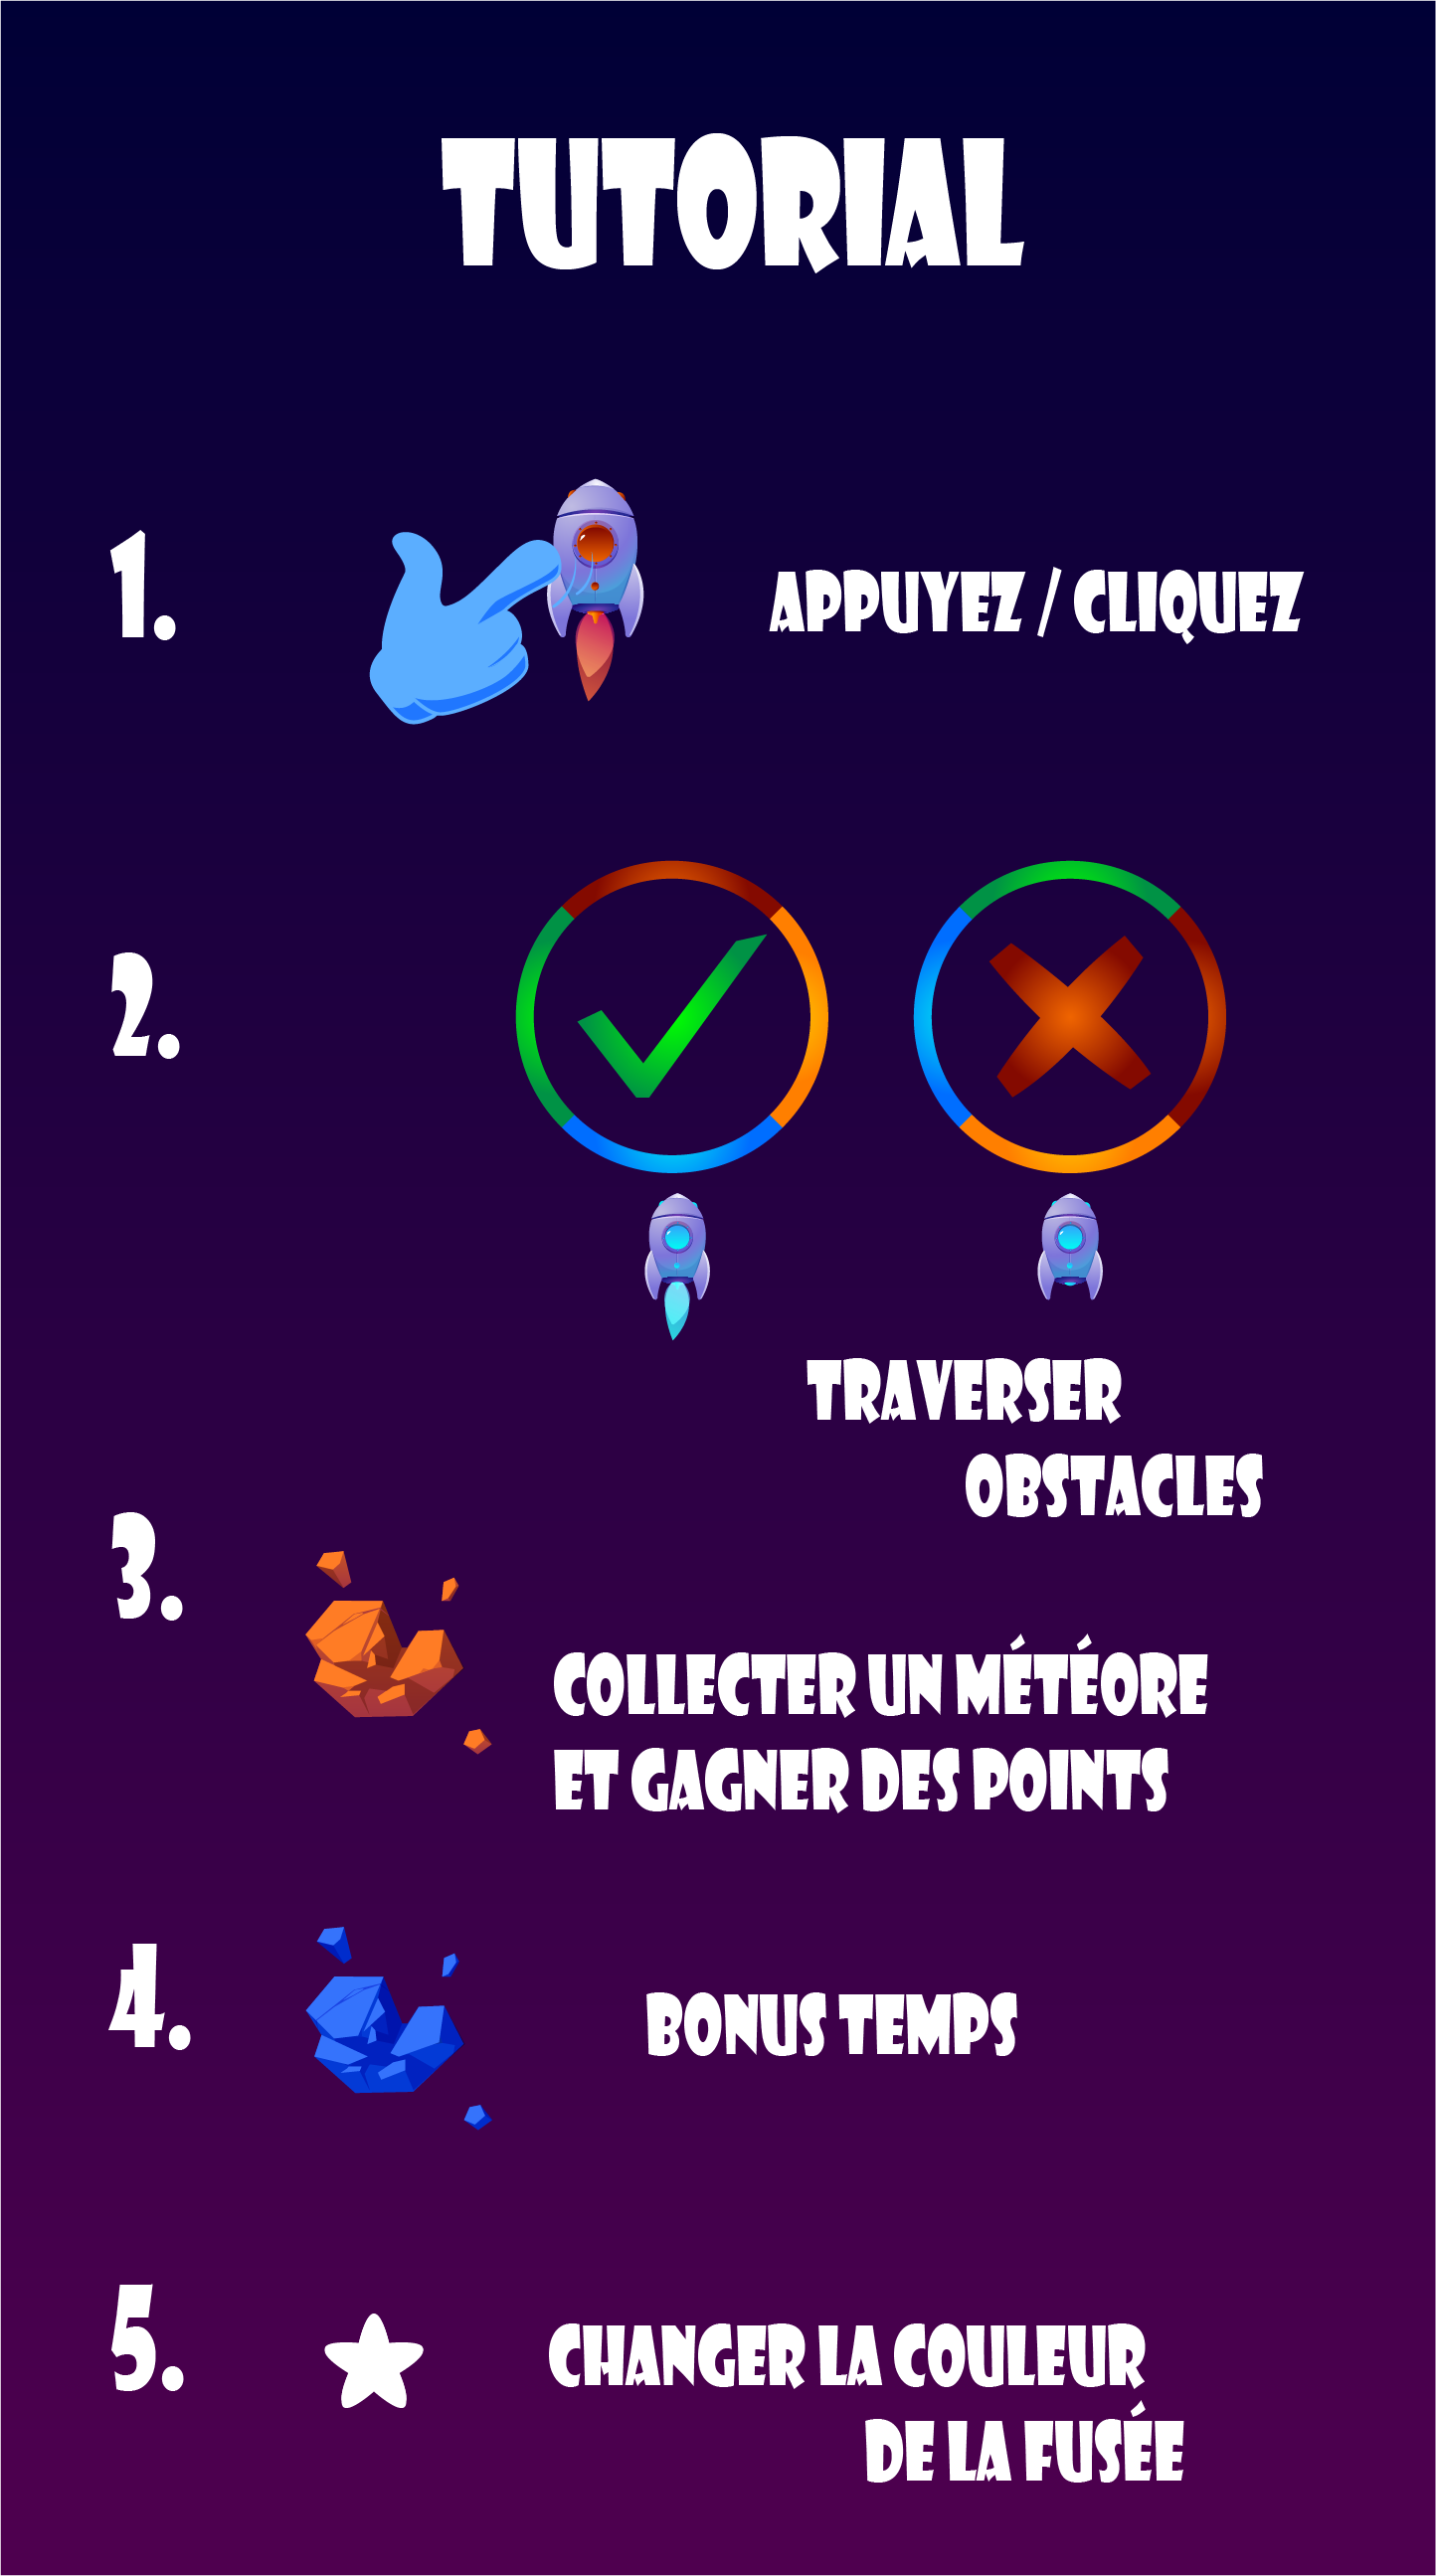 TUTORIAL
1.
APPUYEZ / CLIQUEZ
2.
TRAVERSER
OBSTACLES
3.
COLLECTER UN MÉTÉORE
ET GAGNER DES POINTS
4.
BONUS TEMPS
5.
CHANGER LA COULEUR
DE LA FUSÉE